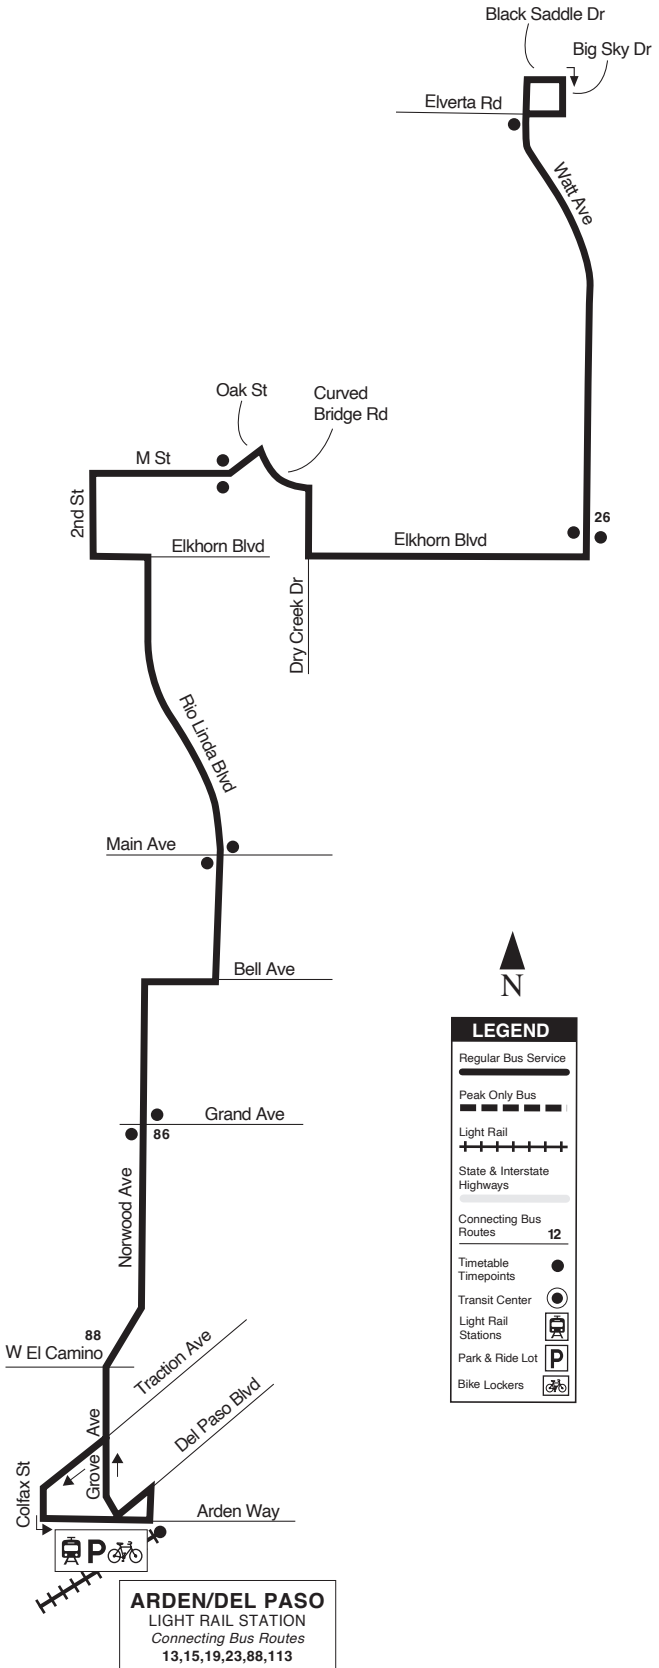 Black Saddle Dr
Big Sky Dr
Elverta Rd
Watt Ave
Oak St
Curved
Bridge Rd
M St
2nd St
26
Elkhorn Blvd
Elkhorn Blvd
Dry Creek Dr
Rio Linda Blvd
Main Ave
Bell Ave
N
LEGEND
Regular Bus Service
Peak Only Bus
Light Rail
State & Interstate
Highways
Connecting Bus
Routes 12
Timetable
Timepoints
Transit Center
Light Rail
Stations
Park & Ride Lot P
Bike Lockers
Grand Ave
86
Norwood Ave
88
W El Camino
Traction Ave
Del Paso Blvd
Grove Ave
Colfax St
Arden Way
P
ARDEN/DEL PASO
LIGHT RAIL STATION
Connecting Bus Routes
13,15,19,23,88,113